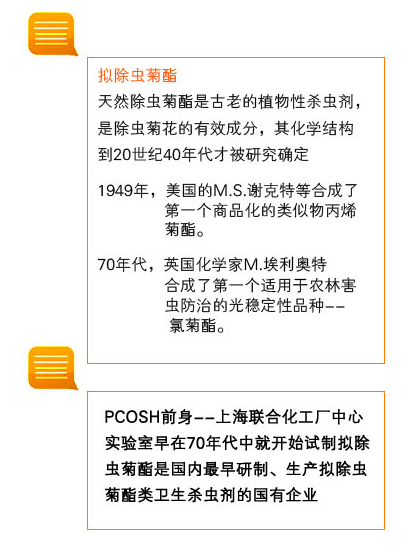 拟除虫菊酯
天然除虫菊酯是古老的植物性杀虫剂，
是除虫菊花的有效成分，其化学结构
到20世纪40年代才被研究确定
1949年，美国的M.S.谢克特等合成了
第一个商品化的类似物丙烯
菊酯。
70年代，英国化学家M.埃利奥特
合成了第一个适用于农林害
虫防治的光稳定性品种--
氯菊酯。
PCOSH前身--上海联合化工厂中心
实验室早在70年代中就开始试制拟除
虫菊酯是国内最早研制、生产拟除虫
菊酯类卫生杀虫剂的国有企业